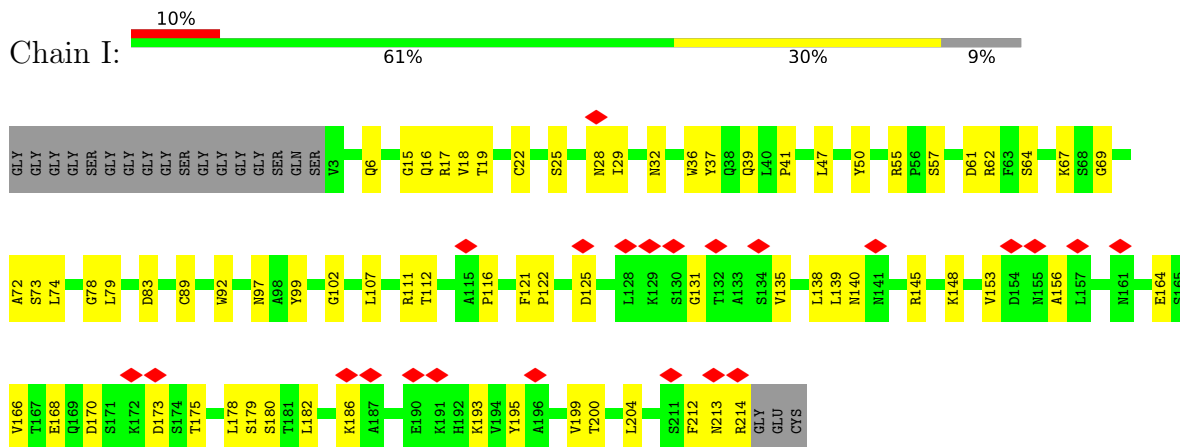 10%
Chain I:
61% 30% 9%
GLY GLY GLY GLY SER GLY GLY GLY GLY SER GLY GLY GLY GLY GLN SER V3 Q6 G15 Q16 R17 V18 T19 C22 S25 N28 I29 N32 W36 Y37 Q38 Q39 L40 P41 L47 Y50 R55 P56 S57 D61 R62 F63 S64 K67 S68 G69
A72 S73 L74 G78 L79 D83 C89 W92 N97 A98 Y99 G102 L107 R111 T112 A115 P116 F121 P122 D125 L128 K129 S130 G131 T132 A133 S134 V135 L138 L139 N140 N141 R145 K148 V153 D154 N155 A156 L157 N161 E164 S165
V166 T167 E168 Q169 D170 S171 K172 D173 S174 T175 L178 S179 S180 T181 L182 K186 A187 E190 K191 H192 K193 V194 Y195 A196 V199 T200 L204 S211 F212 N213 R214 GLY GLU CYS